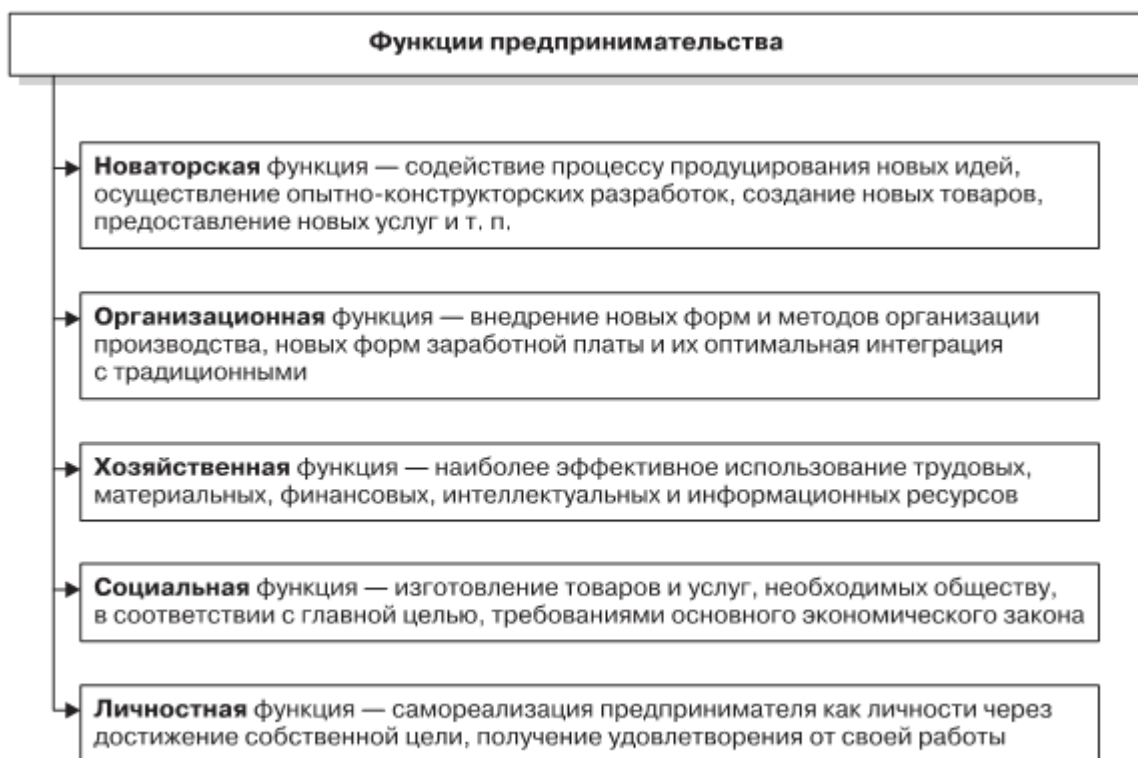 Функции предпринимательства
Новаторская функция — содействие процессу продуцирования новых идей,
осуществление опытно-конструкторских разработок, создание новых товаров,
предоставление новых услуг и т. п.
Организационная функция — внедрение новых форм и методов организации
производства, новых форм заработной платы и их оптимальная интеграция
с традиционными
Хозяйственная функция — наиболее эффективное использование трудовых,
материальных, финансовых, интеллектуальных и информационных ресурсов
Социальная функция — изготовление товаров и услуг, необходимых обществу,
в соответствии с главной целью, требованиями основного экономического закона
Личностная функция — самореализация предпринимателя как личности через
достижение собственной цели, получение удовлетворения от своей работы